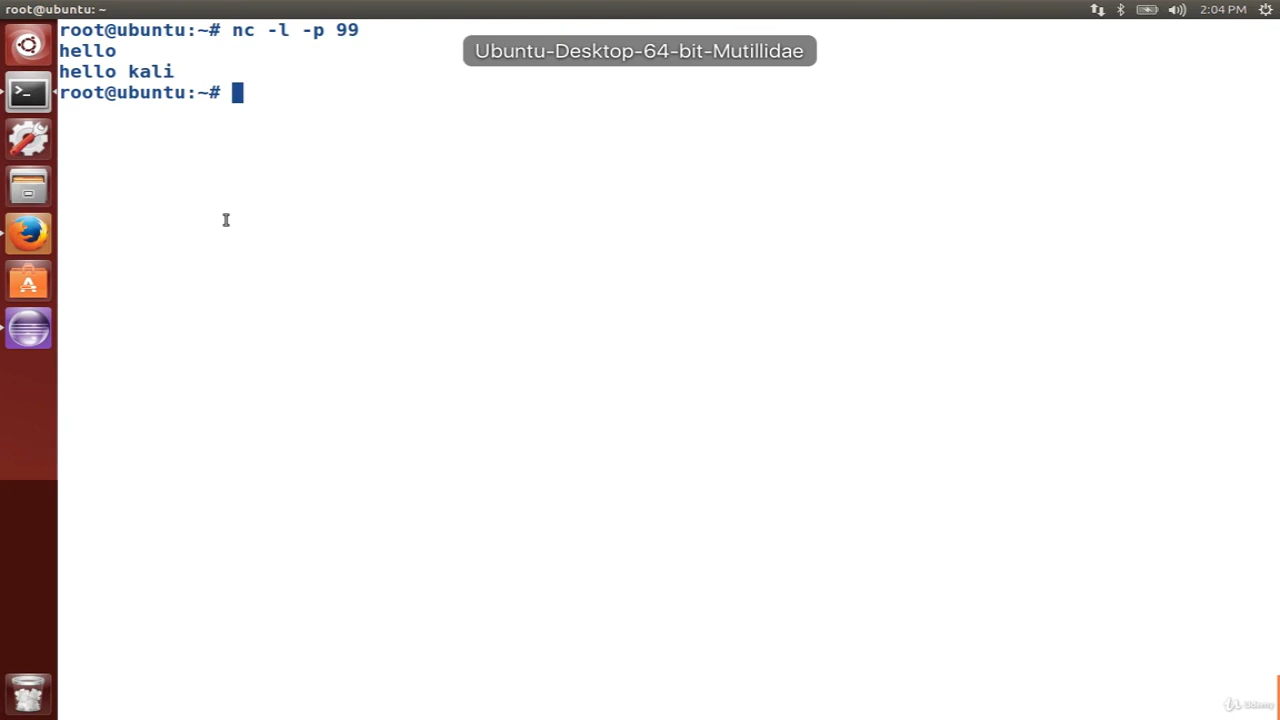 root@ubuntu: ~
2:04 PM
root@ubuntu:~# nc -l -p 99
hello
hello kali
root@ubuntu:~#
Ubuntu-Desktop-64-bit-Mutillidae
Udemy